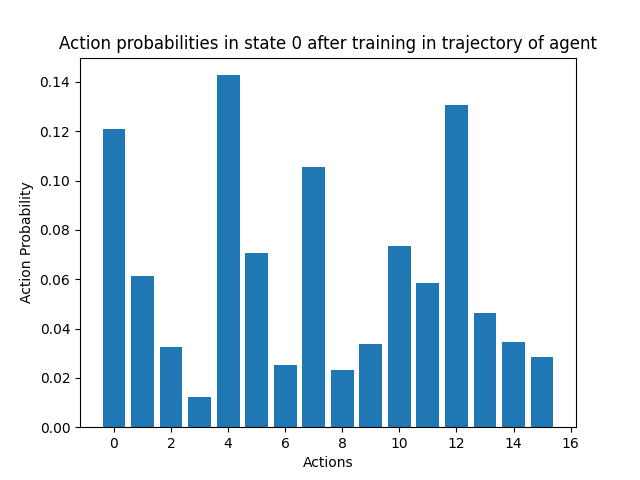 Action probabilities in state 0 after training in trajectory of agent
Action Probability
0.14
0.12
0.10
0.08
0.06
0.04
0.02
0.00
0 2 4 6 8 10 12 14 16
Actions